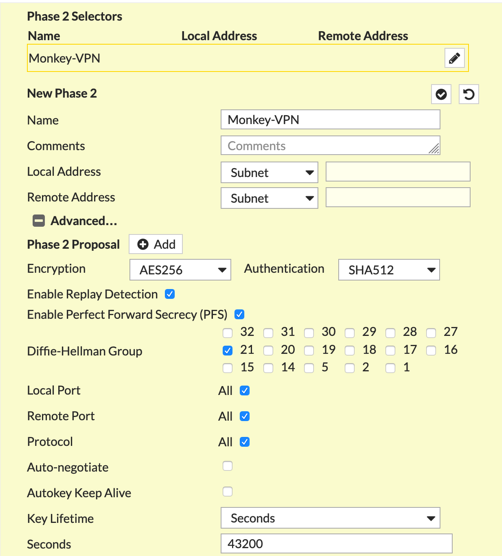 Phase 2 Selectors
Name Local Address Remote Address
Monkey-VPN
New Phase 2
Name Monkey-VPN
Comments Comments
Local Address Subnet
Remote Address Subnet
Advanced...
Phase 2 Proposal Add
Encryption AES256 Authentication SHA512
Enable Replay Detection
Enable Perfect Forward Secrecy (PFS)
32 31 30 29 28 27
Diffie-Hellman Group 21 20 19 18 17 16
15 14 5 2 1
Local Port All
Remote Port All
Protocol All
Auto-negotiate
Autokey Keep Alive
Key Lifetime Seconds
Seconds 43200